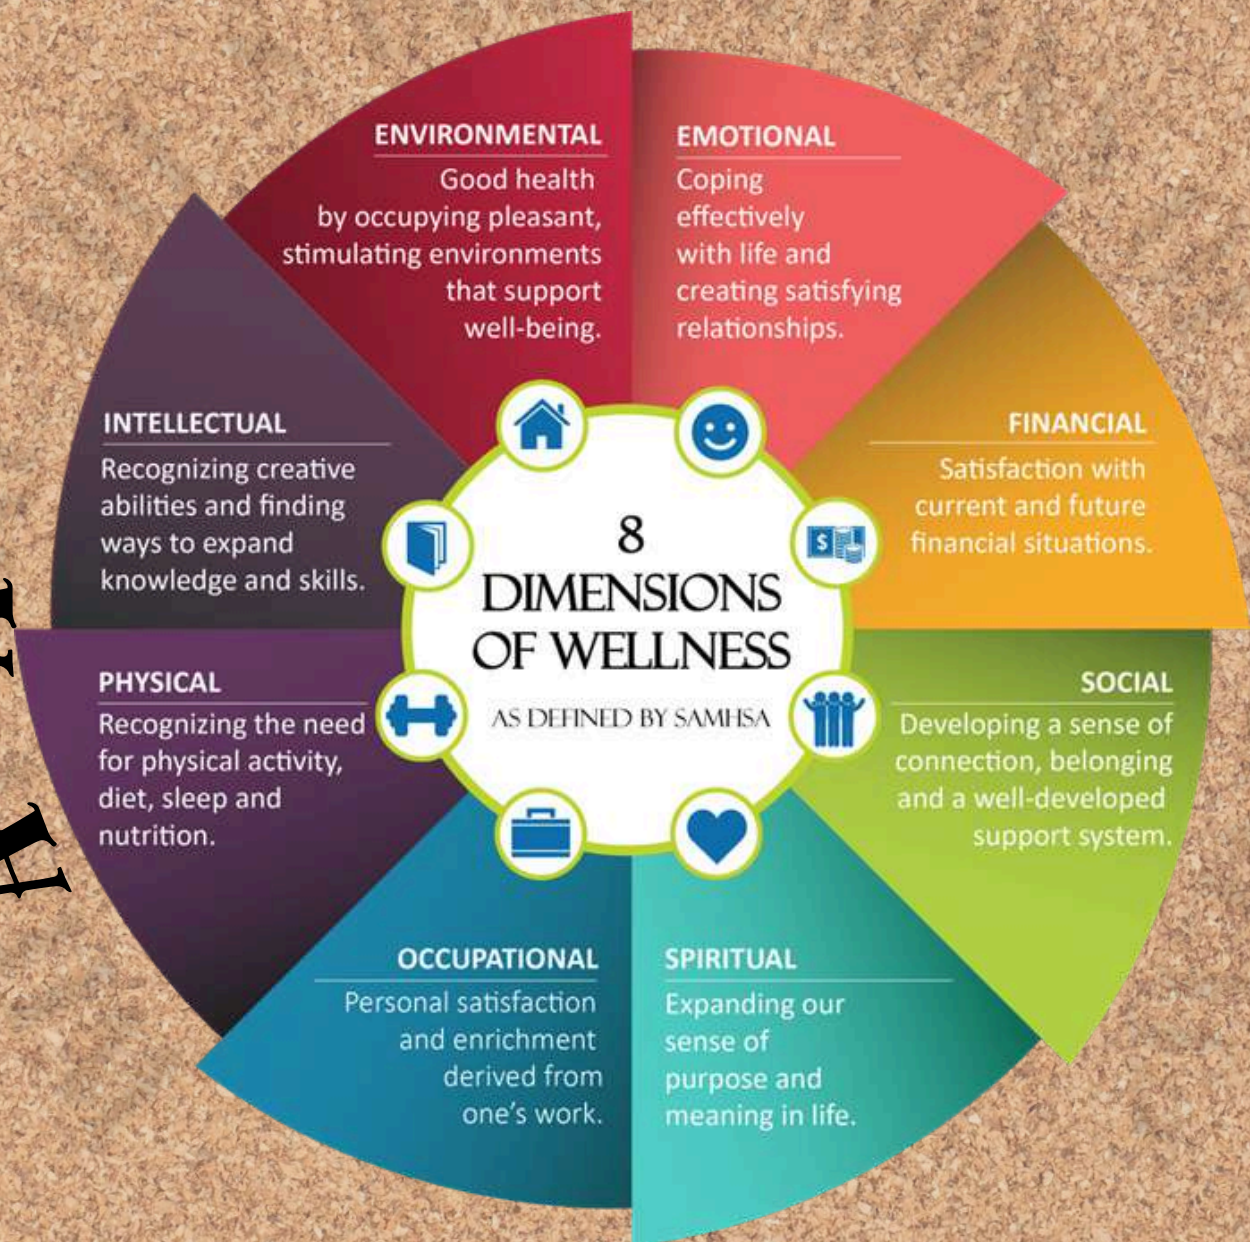 ENVIRONMENTAL
Good health
by occupying pleasant,
stimulating environments
that support
well-being.
EMOTIONAL
Coping
effectively
with life and
creating satisfying
relationships.
FINANCIAL
Satisfaction with
current and future
financial situations.
SOCIAL
Developing a sense of
connection, belonging
and a well-developed
support system.
SPIRITUAL
Expanding our
sense of
purpose and
meaning in life.
OCCUPATIONAL
Personal satisfaction
and enrichment
derived from
one's work.
PHYSICAL
Recognizing the need
for physical activity,
diet, sleep and
nutrition.
INTELLECTUAL
Recognizing creative
abilities and finding
ways to expand
knowledge and skills.
8
DIMENSIONS
OF WELLNESS
AS DEFINED BY SAMHSA
$